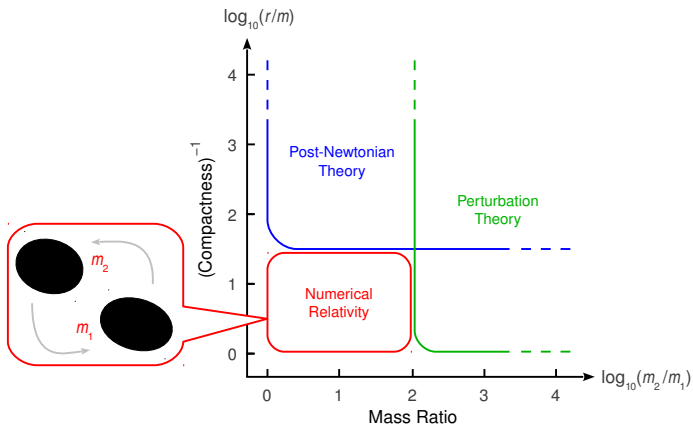 log₁₀(r/m)
4
3
2
1
0
(Compactness)⁻¹
Post-Newtonian
Theory
Perturbation
Theory
Numerical
Relativity
m₂
m₁
0
1
2
3
4
log₁₀(m₂/m₁)
Mass Ratio